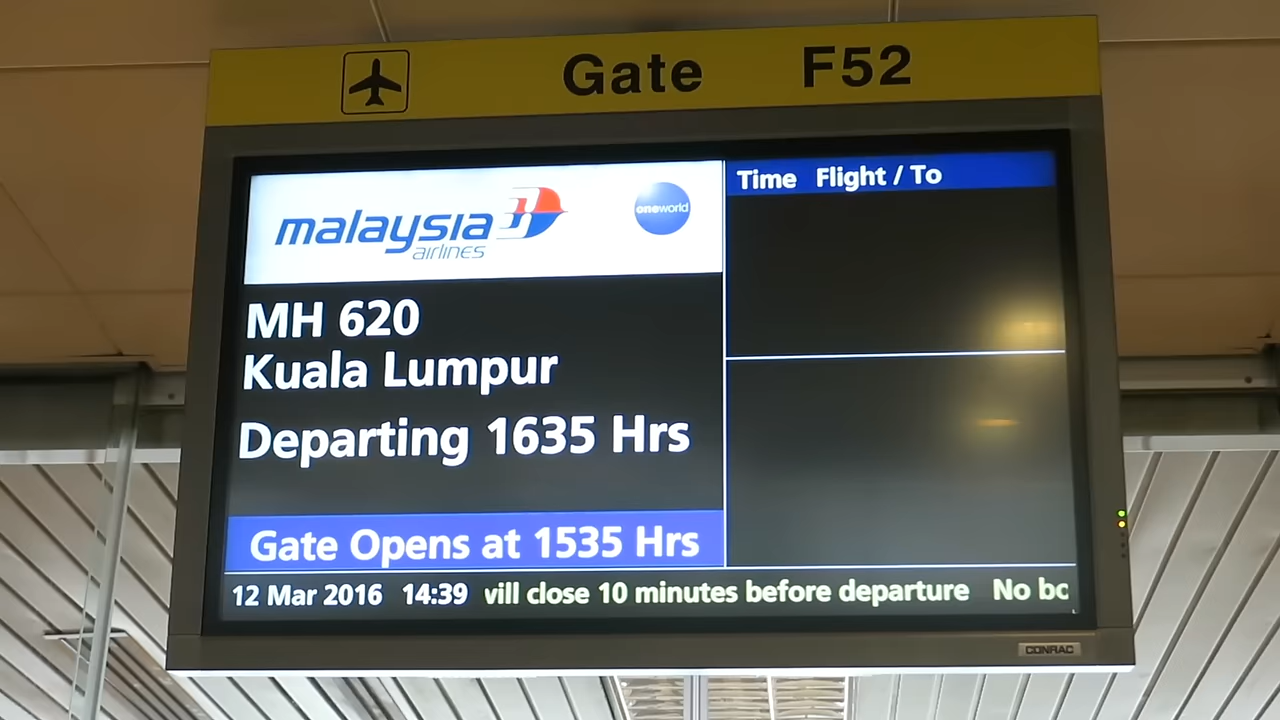 Gate F52
malaysia
airlines
oneworld
Time Flight / To
MH 620
Kuala Lumpur
Departing 1635 Hrs
Gate Opens at 1535 Hrs
12 Mar 2016 14:39 vill close 10 minutes before departure No bc
CONRAC